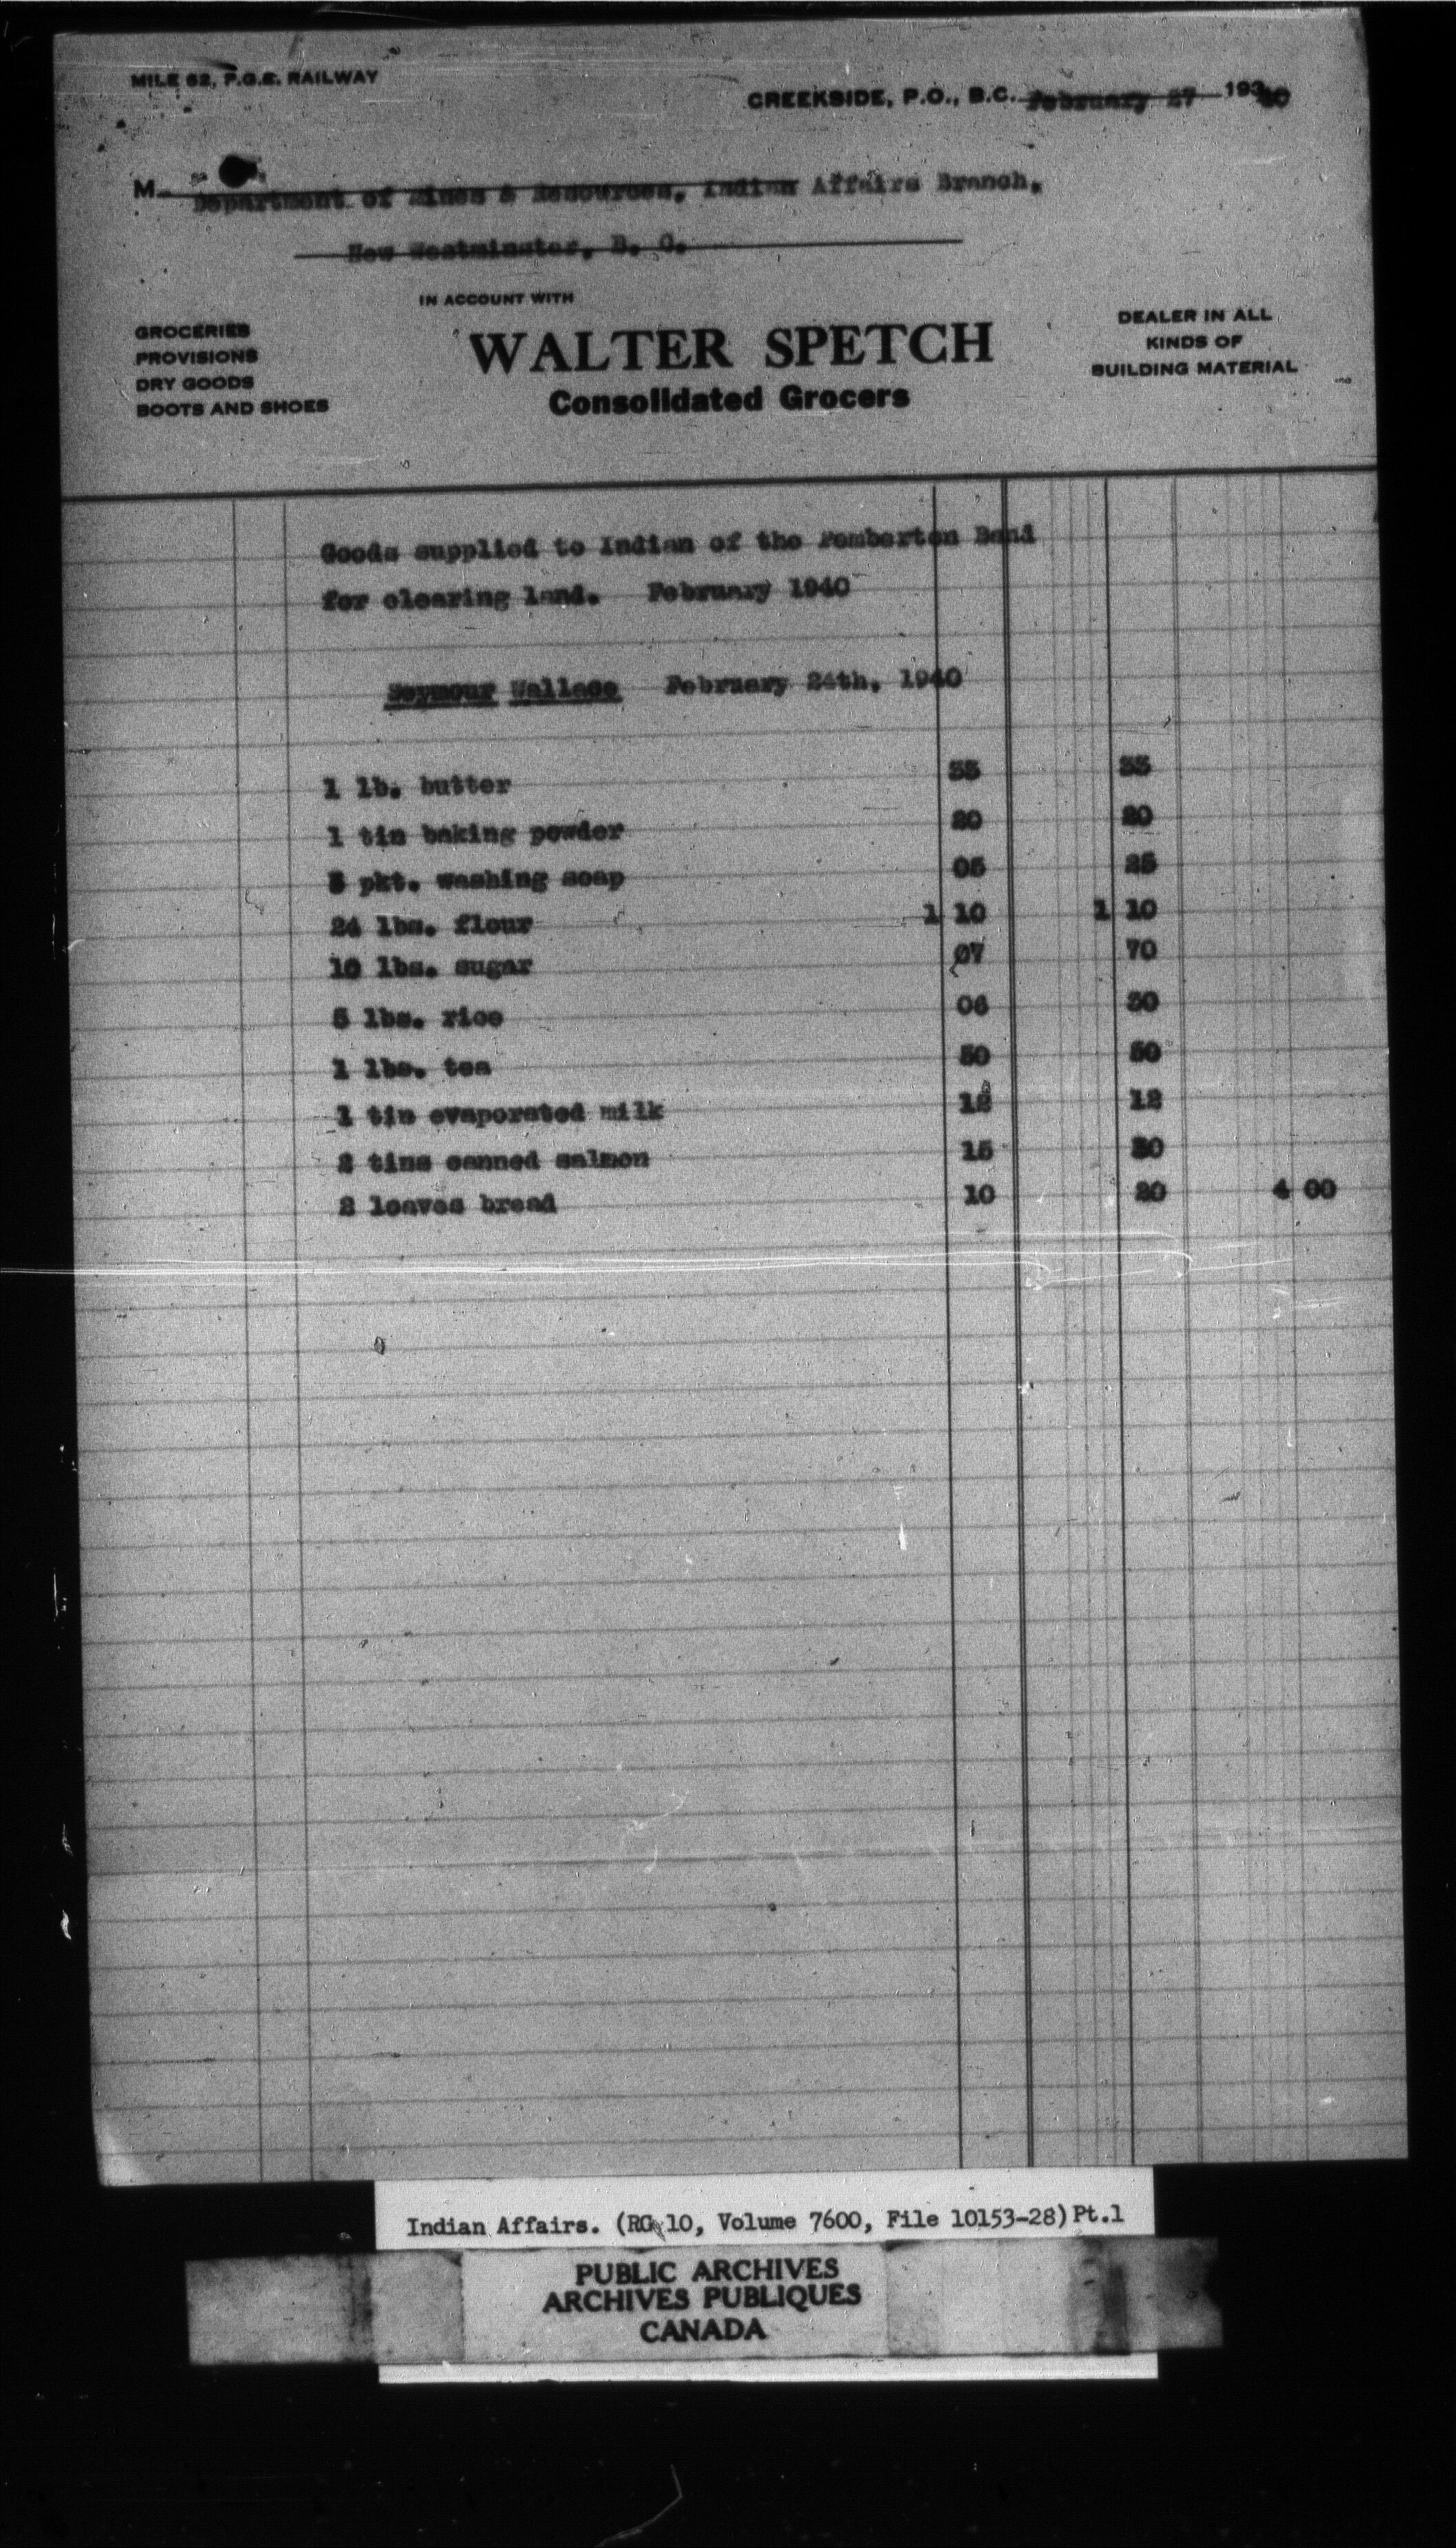 MILE 62, P.G.E. RAILWAY
CREEKSIDE, P.O., B.C. February 27 19340
M Department of Mines & Resources, Indian Affairs Branch,
New Westminster, B. C.
IN ACCOUNT WITH
GROCERIES
PROVISIONS
DRY GOODS
BOOTS AND SHOES
WALTER SPETCH
Consolidated Grocers
DEALER IN ALL
KINDS OF
BUILDING MATERIAL
Goods supplied to Indian of the Pemberton Band
for clearing land. February 1940
Seymour Wallace February 24th, 1940
1 lb. butter 33 33
1 tin baking powder 20 20
5 pkt. washing soap 05 25
24 lbs. flour 1 10 1 10
10 lbs. sugar 07 70
5 lbs. rice 06 30
1 lbs. tea 50 50
1 tin evaporated milk 12 12
2 tins canned salmon 15 30
2 loaves bread 10 20 4 00
Indian Affairs. (RG 10, Volume 7600, File 10153-28) Pt.1
PUBLIC ARCHIVES
ARCHIVES PUBLIQUES
CANADA